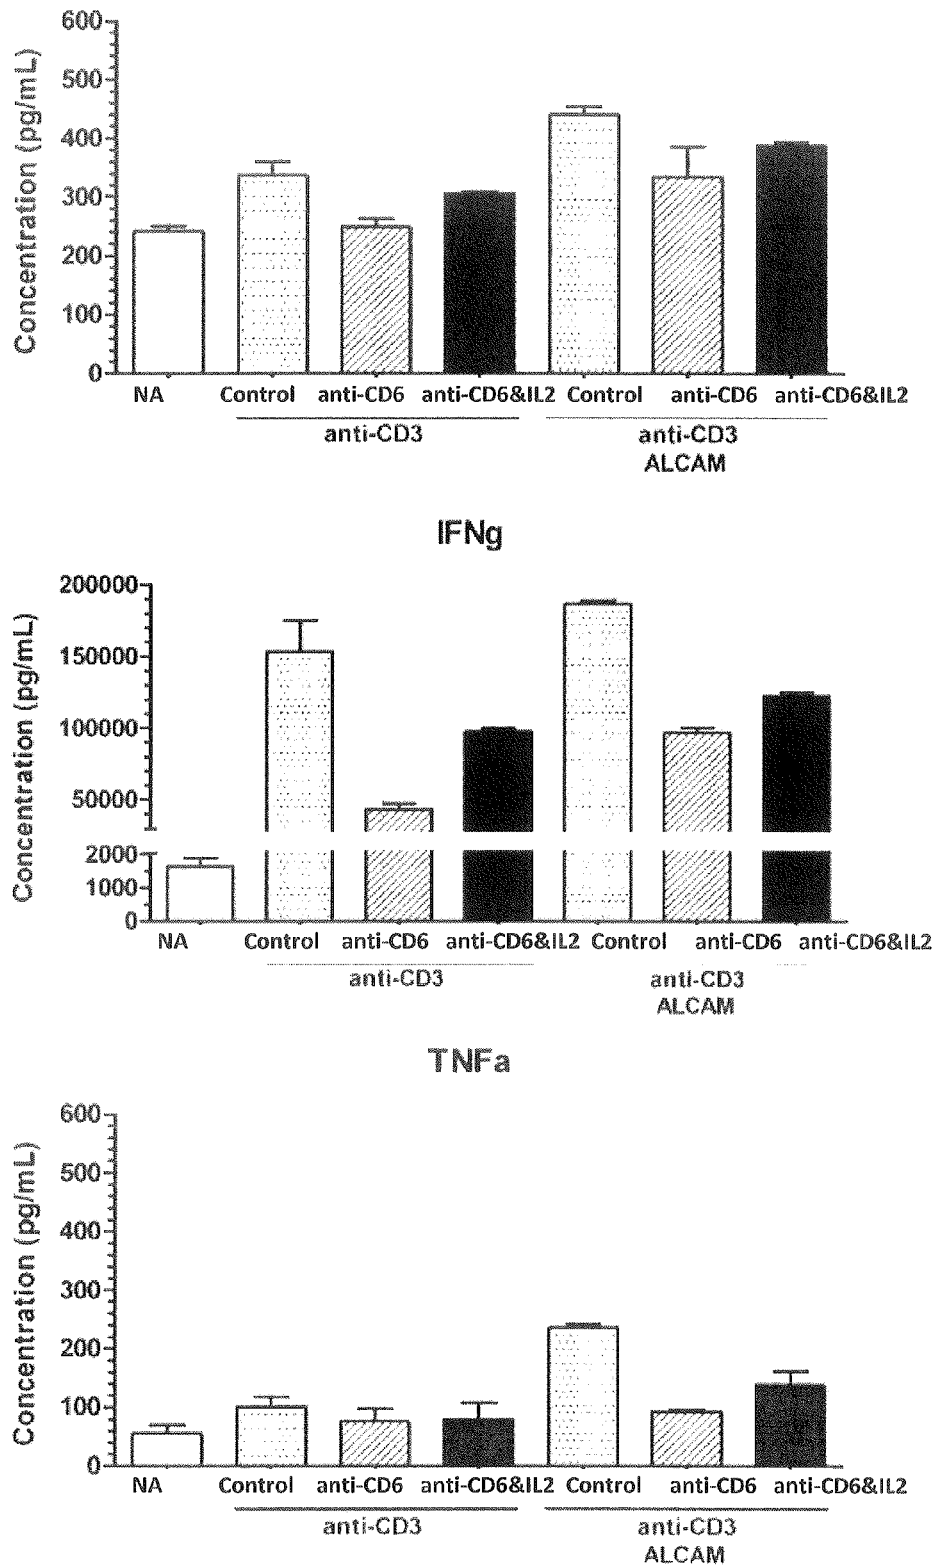 600
500
400
300
200
100
0
Concentration (pg/mL)
NA Control anti-CD6 anti-CD6&IL2 Control anti-CD6 anti-CD6&IL2
anti-CD3 anti-CD3
ALCAM
IFNg
200000
150000
100000
50000
2000
1000
0
Concentration (pg/mL)
NA Control anti-CD6 anti-CD6&IL2 Control anti-CD6 anti-CD6&IL2
anti-CD3 anti-CD3
ALCAM
TNFa
600
500
400
300
200
100
0
Concentration (pg/mL)
NA Control anti-CD6 anti-CD6&IL2 Control anti-CD6 anti-CD6&IL2
anti-CD3 anti-CD3
ALCAM